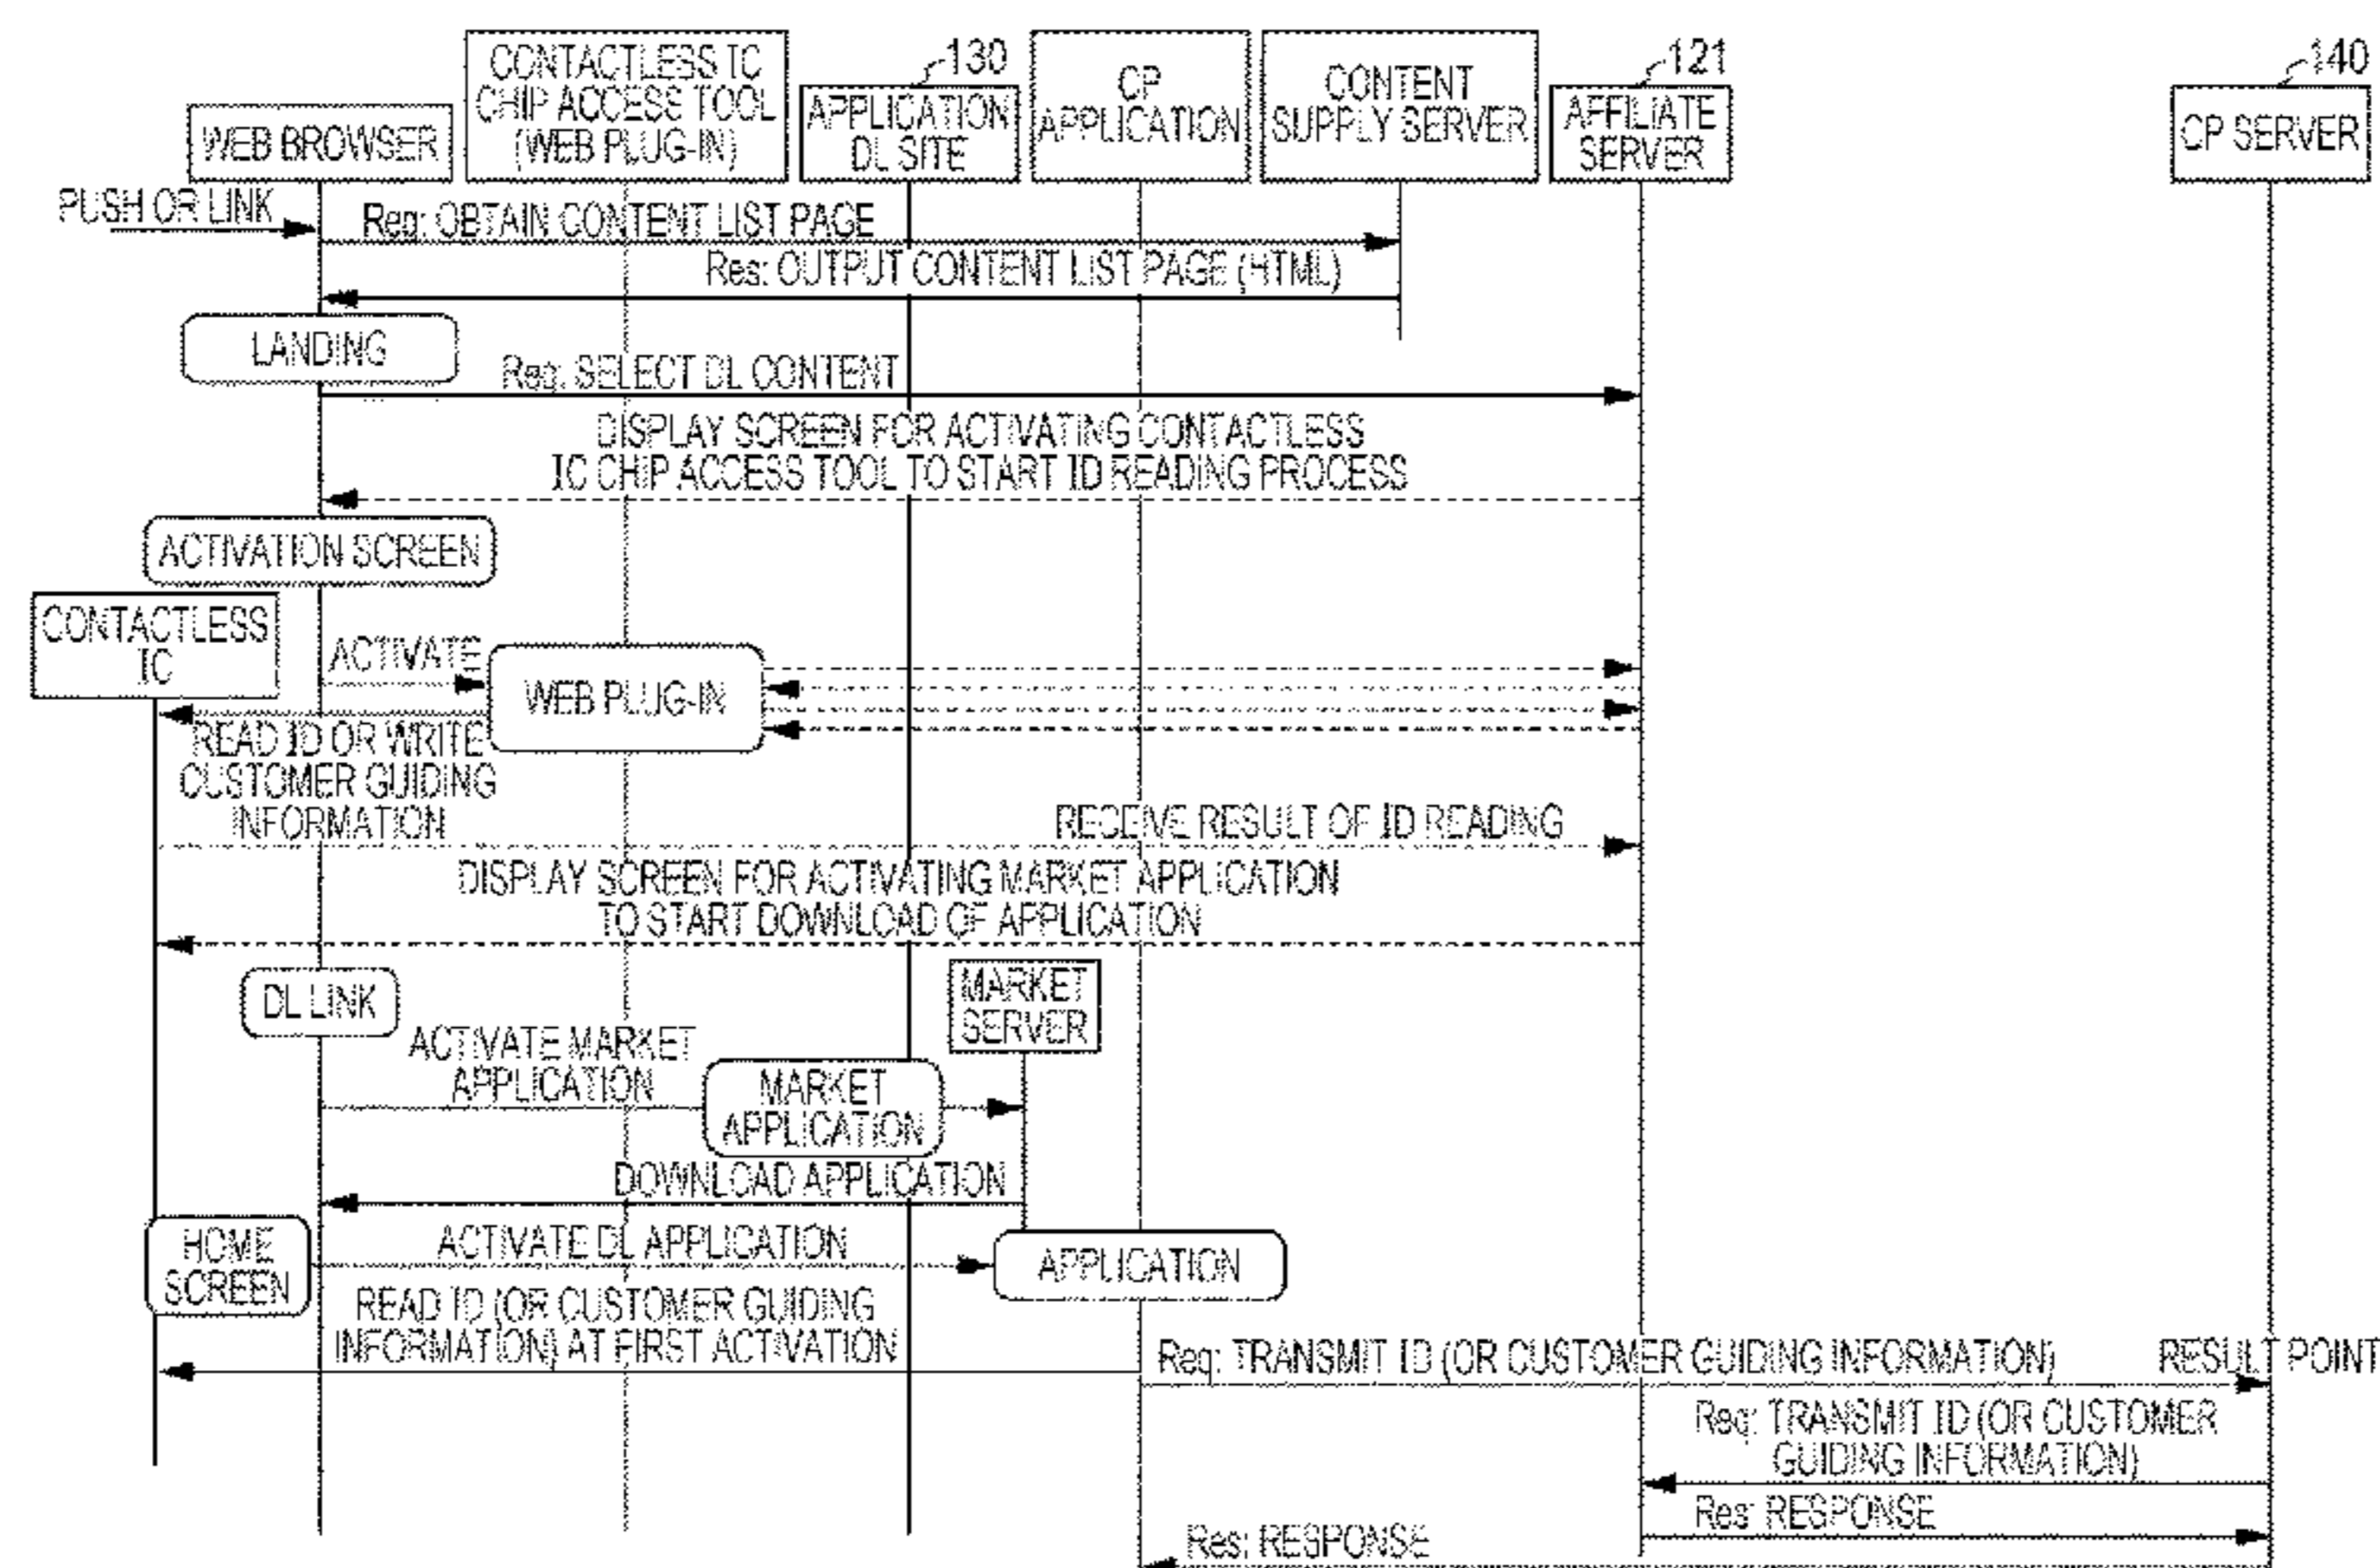 WEB BROWSER
CONTACTLESS IC
CHIP ACCESS TOOL
(WEB PLUG-IN)
130
APPLICATION
DL SITE
CP
APPLICATION
CONTENT
SUPPLY SERVER
121
AFFILIATE
SERVER
140
CP SERVER
PUSH OR LINK
Req: OBTAIN CONTENT LIST PAGE
Res: OUTPUT CONTENT LIST PAGE (HTML)
LANDING
Req: SELECT DL CONTENT
DISPLAY SCREEN FOR ACTIVATING CONTACTLESS
IC CHIP ACCESS TOOL TO START ID READING PROCESS
ACTIVATION SCREEN
CONTACTLESS
IC
ACTIVATE
WEB PLUG-IN
READ ID OR WRITE
CUSTOMER GUIDING
INFORMATION
RECEIVE RESULT OF ID READING
DISPLAY SCREEN FOR ACTIVATING MARKET APPLICATION
TO START DOWNLOAD OF APPLICATION
DL LINK
MARKET
SERVER
ACTIVATE MARKET
APPLICATION
MARKET
APPLICATION
DOWNLOAD APPLICATION
HOME
SCREEN
ACTIVATE DL APPLICATION
APPLICATION
READ ID (OR CUSTOMER GUIDING
INFORMATION) AT FIRST ACTIVATION
Req: TRANSMIT ID (OR CUSTOMER GUIDING INFORMATION)
RESULT POINT
Req: TRANSMIT ID (OR CUSTOMER
GUIDING INFORMATION)
Res: RESPONSE
Res: RESPONSE